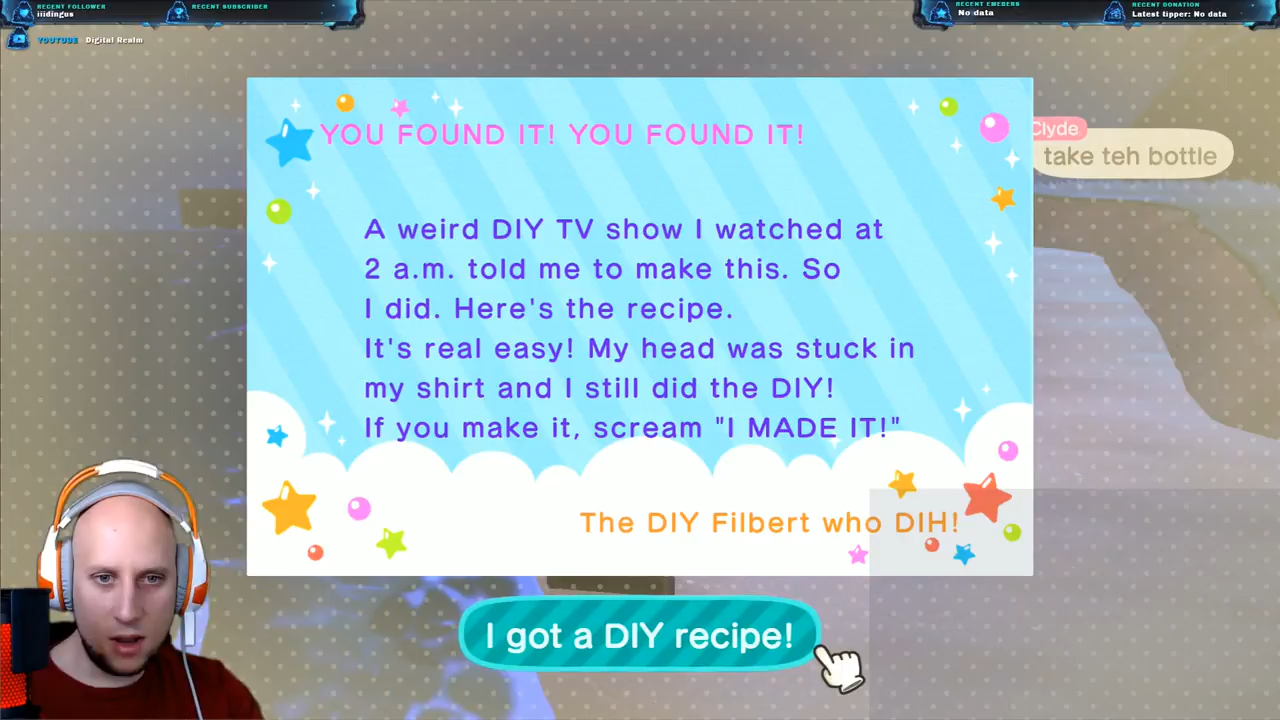 RECENT FOLLOWER
iiidingus
RECENT SUBSCRIBER
No data
RECENT DONATION
Latest tipper: No data
YOUTUBE Digital Realm
YOU FOUND IT! YOU FOUND IT!
Clyde
take teh bottle
A weird DIY TV show I watched at
2 a.m. told me to make this. So
I did. Here's the recipe.
It's real easy! My head was stuck in
my shirt and I still did the DIY!
If you make it, scream "I MADE IT!"
The DIY Filbert who DIH!
I got a DIY recipe!